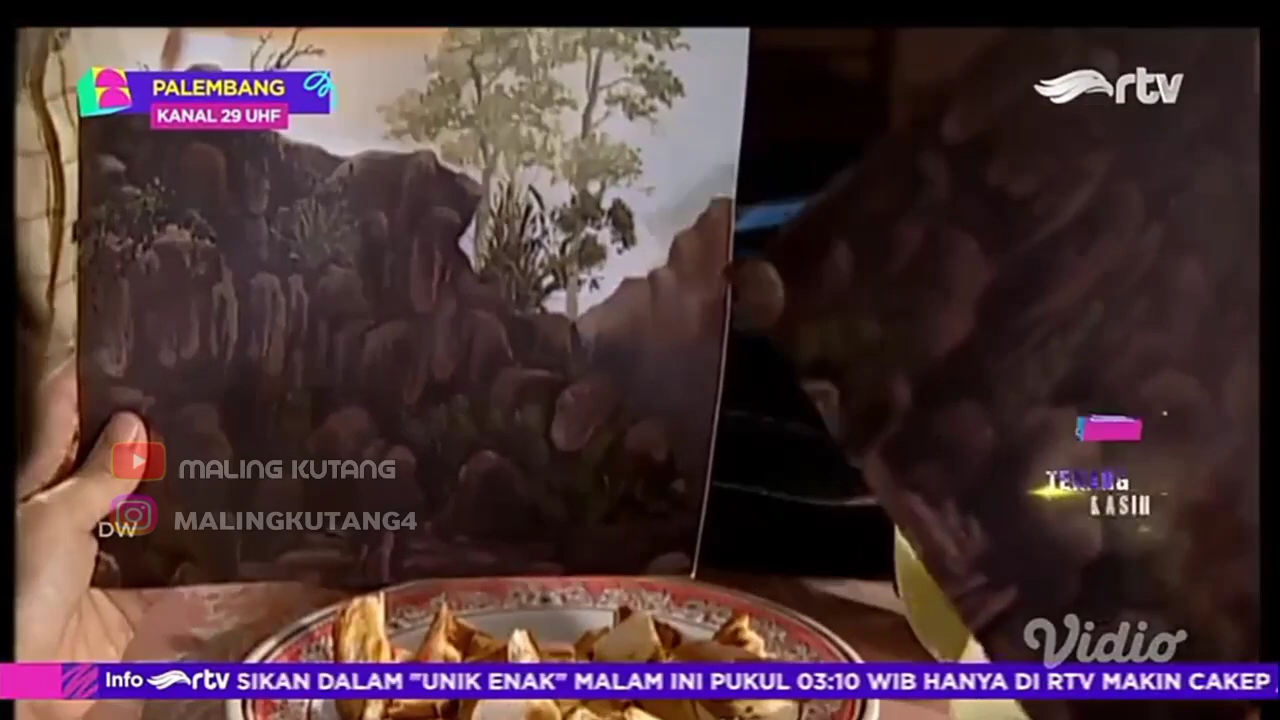 PALEMBANG
KANAL 29 UHF
rtv
MALING KUTANG
MALINGKUTANG4
DW
KASIH
Vidio
Info rtv SIKAN DALAM "UNIK ENAK" MALAM INI PUKUL 03:10 WIB HANYA DI RTV MAKIN CAKEP